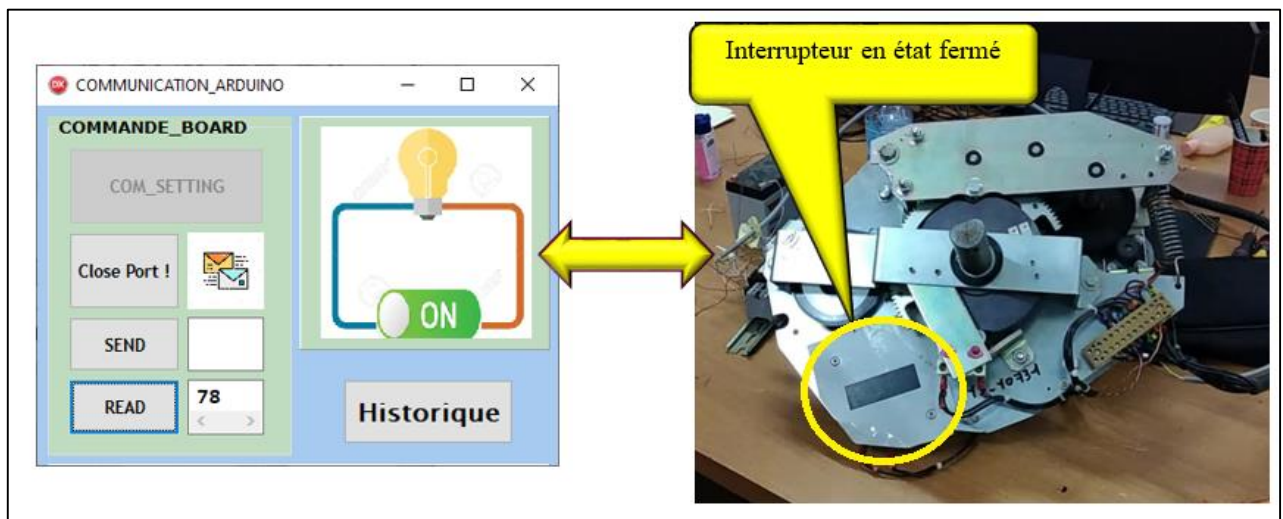 Interrupteur en état fermé
COMMUNICATION_ARDUINO
COMMANDE_BOARD
COM_SETTING
Close Port !
SEND
READ
78
ON
Historique